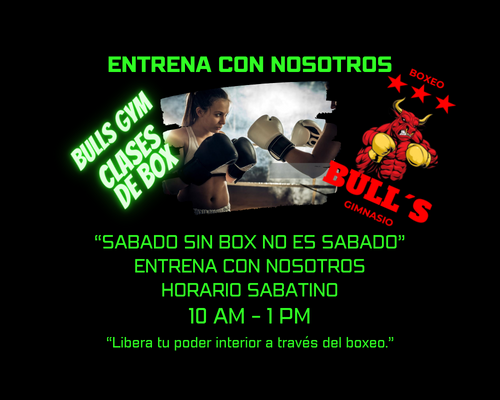 ENTRENA CON NOSOTROS
BULLS GYM
CLASES
DE BOX
BOXEO
BULL´S
GIMNASIO
“SABADO SIN BOX NO ES SABADO”
ENTRENA CON NOSOTROS
HORARIO SABATINO
10 AM - 1 PM
“Libera tu poder interior a través del boxeo.”